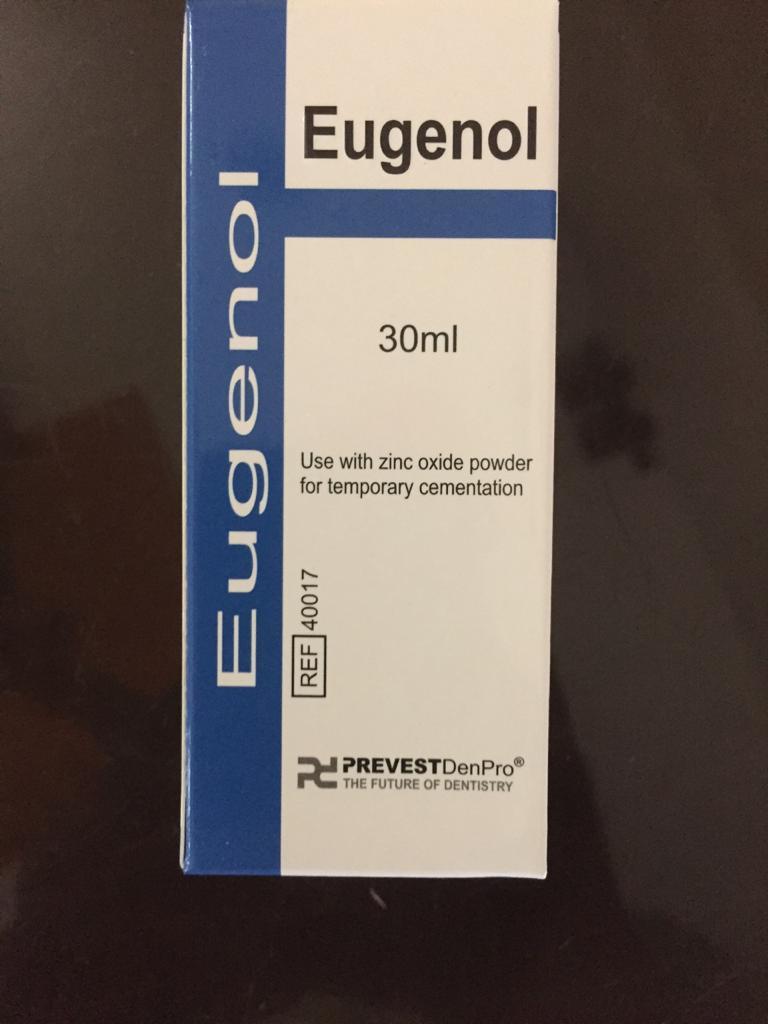 Eugenol
Eugenol
30ml
Use with zinc oxide powder
for temporary cementation
REF 40017
PREVESTDenPro®
THE FUTURE OF DENTISTRY